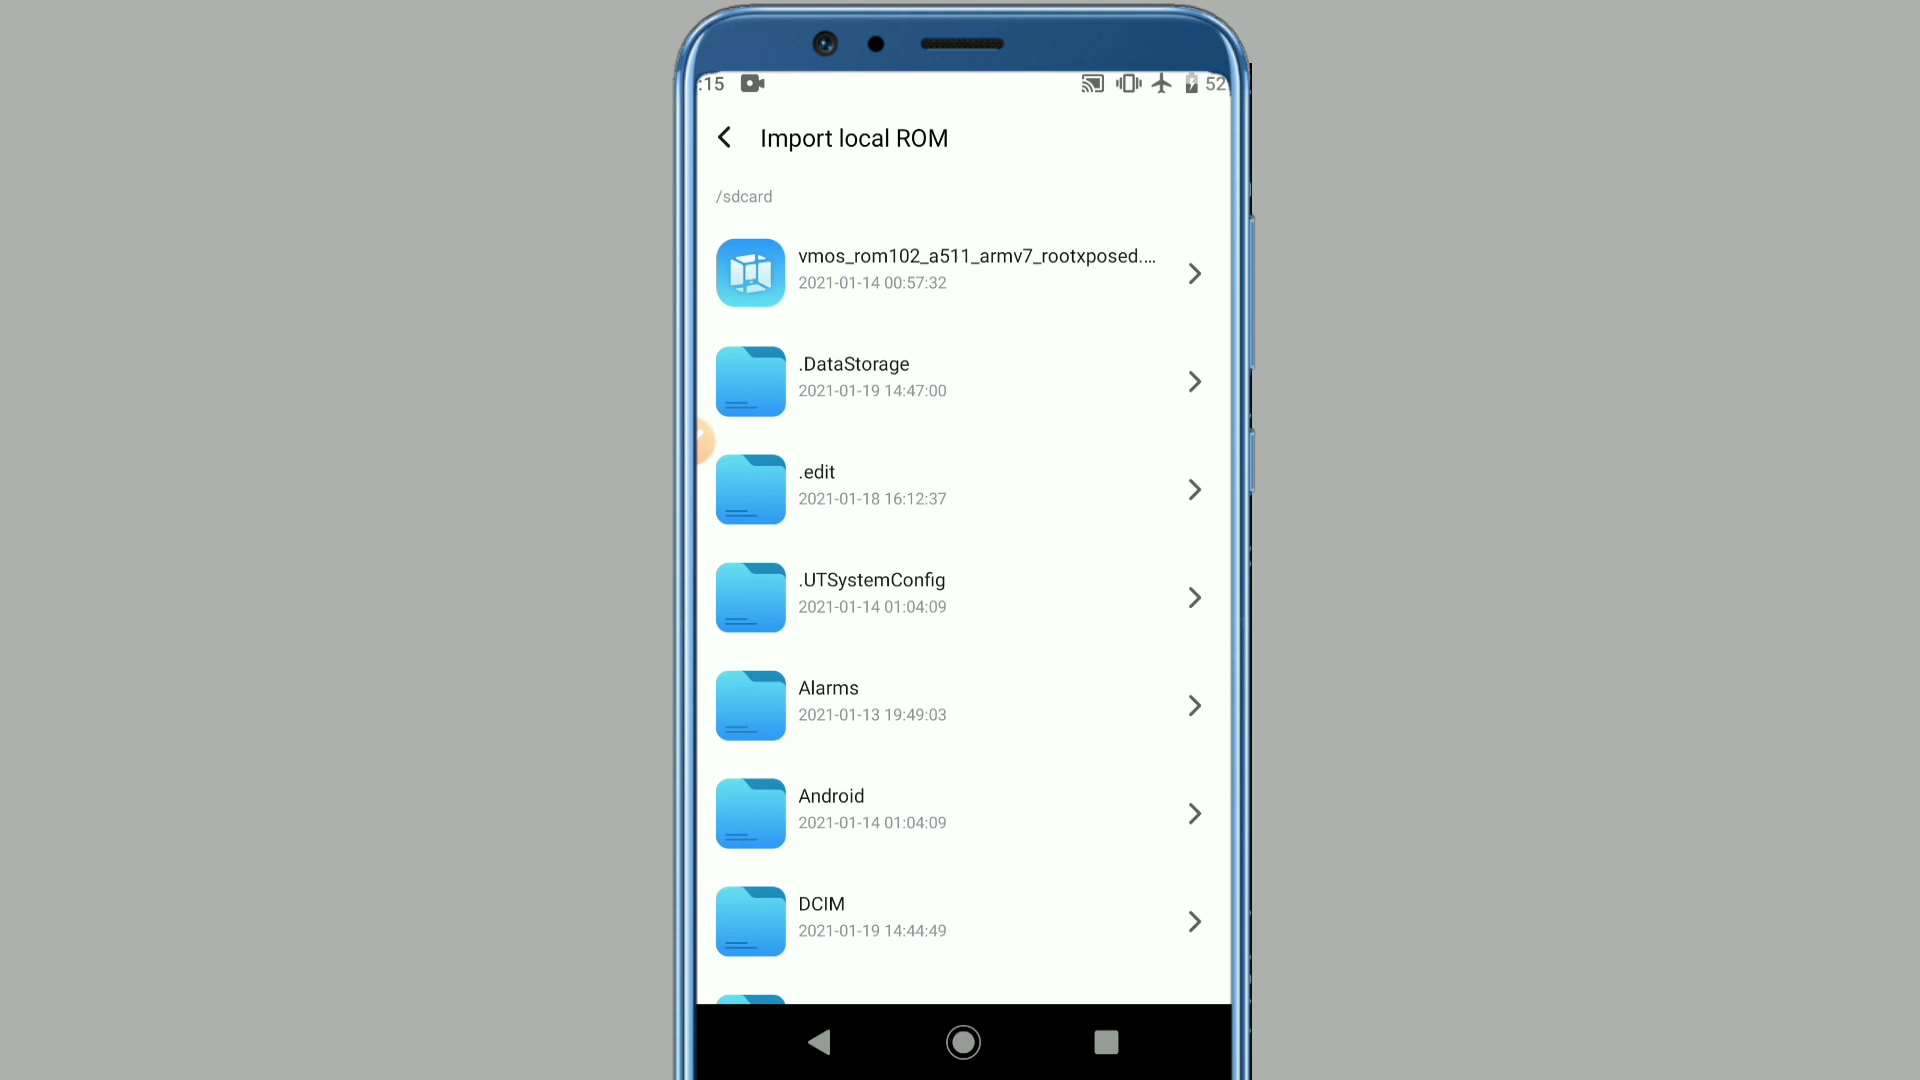 :15
52
Import local ROM
/sdcard
vmos_rom102_a511_armv7_rootxposed....
2021-01-14 00:57:32
.DataStorage
2021-01-19 14:47:00
.edit
2021-01-18 16:12:37
.UTSystemConfig
2021-01-14 01:04:09
Alarms
2021-01-13 19:49:03
Android
2021-01-14 01:04:09
DCIM
2021-01-19 14:44:49